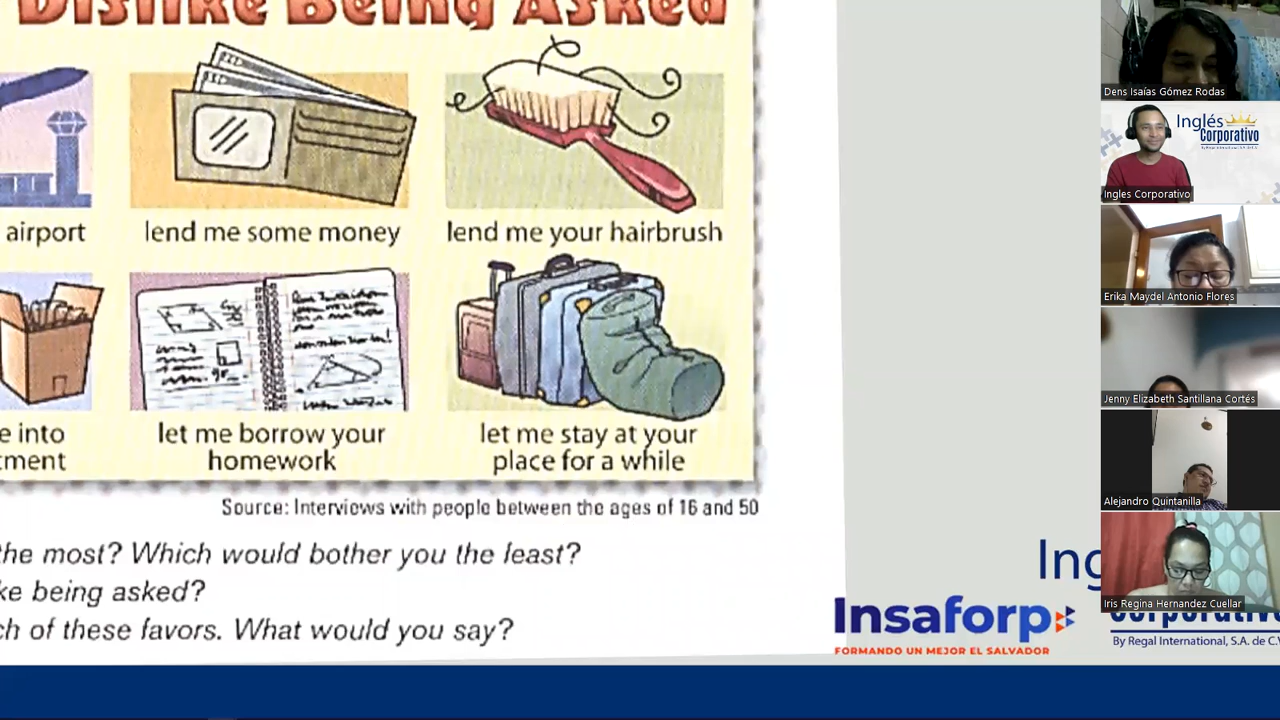 Dislike Being Asked
airport
lend me some money
lend me your hairbrush
e into
tment
let me borrow your
homework
let me stay at your
place for a while
Source: Interviews with people between the ages of 16 and 50
the most? Which would bother you the least?
ke being asked?
ch of these favors. What would you say?
Ing
Insaforp
FORMANDO UN MEJOR EL SALVADOR
Corporativo
By Regal International, S.A. de C.V
Dens Isaías Gómez Rodas
Inglés
Corporativo
Ingles Corporativo
Erika Maydel Antonio Flores
Jenny Elizabeth Santillana Cortés
Alejandro Quintanilla
Iris Regina Hernandez Cuellar